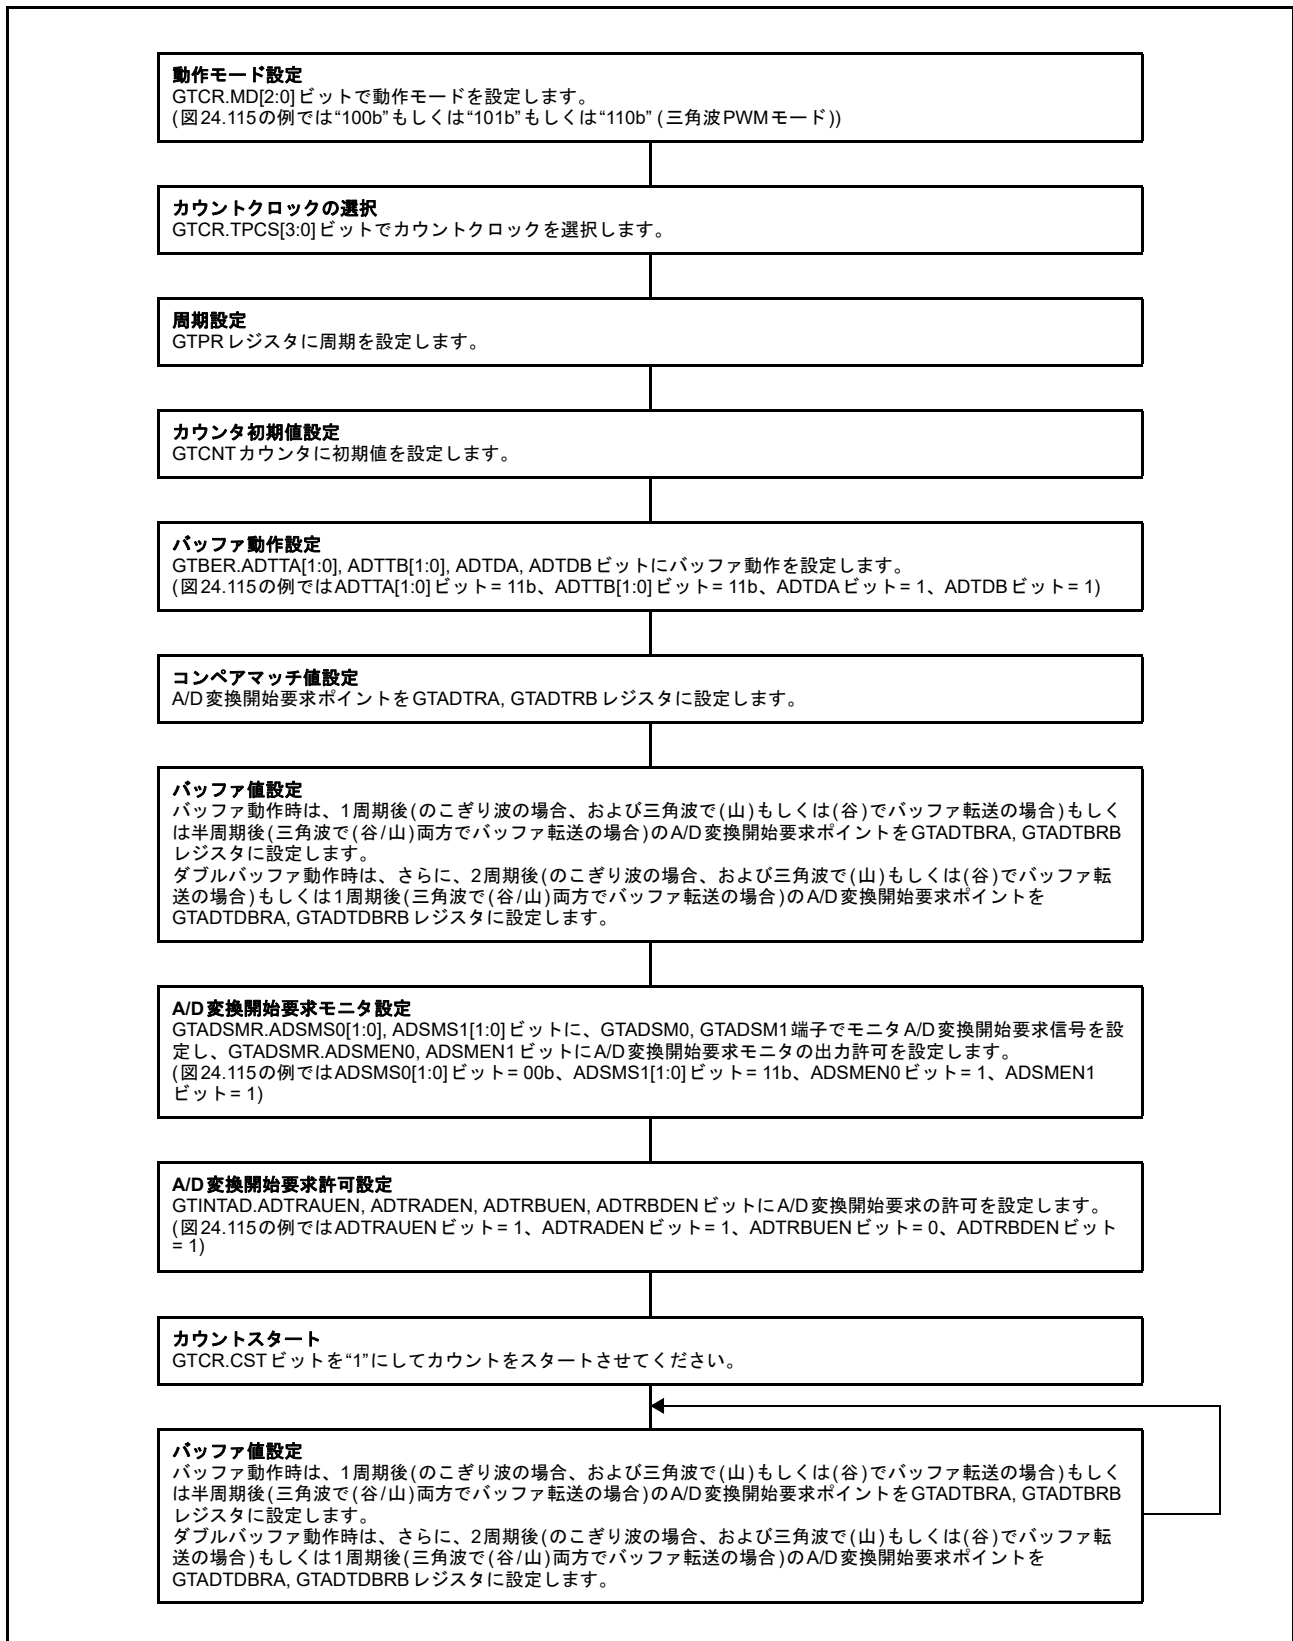 動作モード設定
GTCR.MD[2:0]ビットで動作モードを設定します。
(図24.115の例では“100b”もしくは“101b”もしくは“110b” (三角波PWMモード))
カウントクロックの選択
GTCR.TPCS[3:0]ビットでカウントクロックを選択します。
周期設定
GTPRレジスタに周期を設定します。
カウンタ初期値設定
GTCNTカウンタに初期値を設定します。
バッファ動作設定
GTBER.ADTTA[1:0], ADTTB[1:0], ADTDA, ADTDBビットにバッファ動作を設定します。
(図24.115の例ではADTTA[1:0]ビット= 11b、ADTTB[1:0]ビット= 11b、ADTDAビット= 1、ADTDBビット= 1)
コンペアマッチ値設定
A/D変換開始要求ポイントをGTADTRA, GTADTRBレジスタに設定します。
バッファ値設定
バッファ動作時は、1周期後(のこぎり波の場合、および三角波で(山)もしくは(谷)でバッファ転送の場合)もしく
は半周期後(三角波で(谷/山)両方でバッファ転送の場合)のA/D変換開始要求ポイントをGTADTBRA, GTADTBRB
レジスタに設定します。
ダブルバッファ動作時は、さらに、2周期後(のこぎり波の場合、および三角波で(山)もしくは(谷)でバッファ転
送の場合)もしくは1周期後(三角波で(谷/山)両方でバッファ転送の場合)のA/D変換開始要求ポイントを
GTADTDBRA, GTADTDBRBレジスタに設定します。
A/D変換開始要求モニタ設定
GTADSMR.ADSMS0[1:0], ADSMS1[1:0]ビットに、GTADSM0, GTADSM1端子でモニタA/D変換開始要求信号を設
定し、GTADSMR.ADSMEN0, ADSMEN1ビットにA/D変換開始要求モニタの出力許可を設定します。
(図24.115の例ではADSMS0[1:0]ビット= 00b、ADSMS1[1:0]ビット= 11b、ADSMEN0ビット= 1、ADSMEN1
ビット= 1)
A/D変換開始要求許可設定
GTINTAD.ADTRAUEN, ADTRADEN, ADTRBUEN, ADTRBDENビットにA/D変換開始要求の許可を設定します。
(図24.115の例ではADTRAUENビット= 1、ADTRADENビット= 1、ADTRBUENビット= 0、ADTRBDENビット
= 1)
カウントスタート
GTCR.CSTビットを“1”にしてカウントをスタートさせてください。
バッファ値設定
バッファ動作時は、1周期後(のこぎり波の場合、および三角波で(山)もしくは(谷)でバッファ転送の場合)もしく
は半周期後(三角波で(谷/山)両方でバッファ転送の場合)のA/D変換開始要求ポイントをGTADTBRA, GTADTBRB
レジスタに設定します。
ダブルバッファ動作時は、さらに、2周期後(のこぎり波の場合、および三角波で(山)もしくは(谷)でバッファ転
送の場合)もしくは1周期後(三角波で(谷/山)両方でバッファ転送の場合)のA/D変換開始要求ポイントを
GTADTDBRA, GTADTDBRBレジスタに設定します。